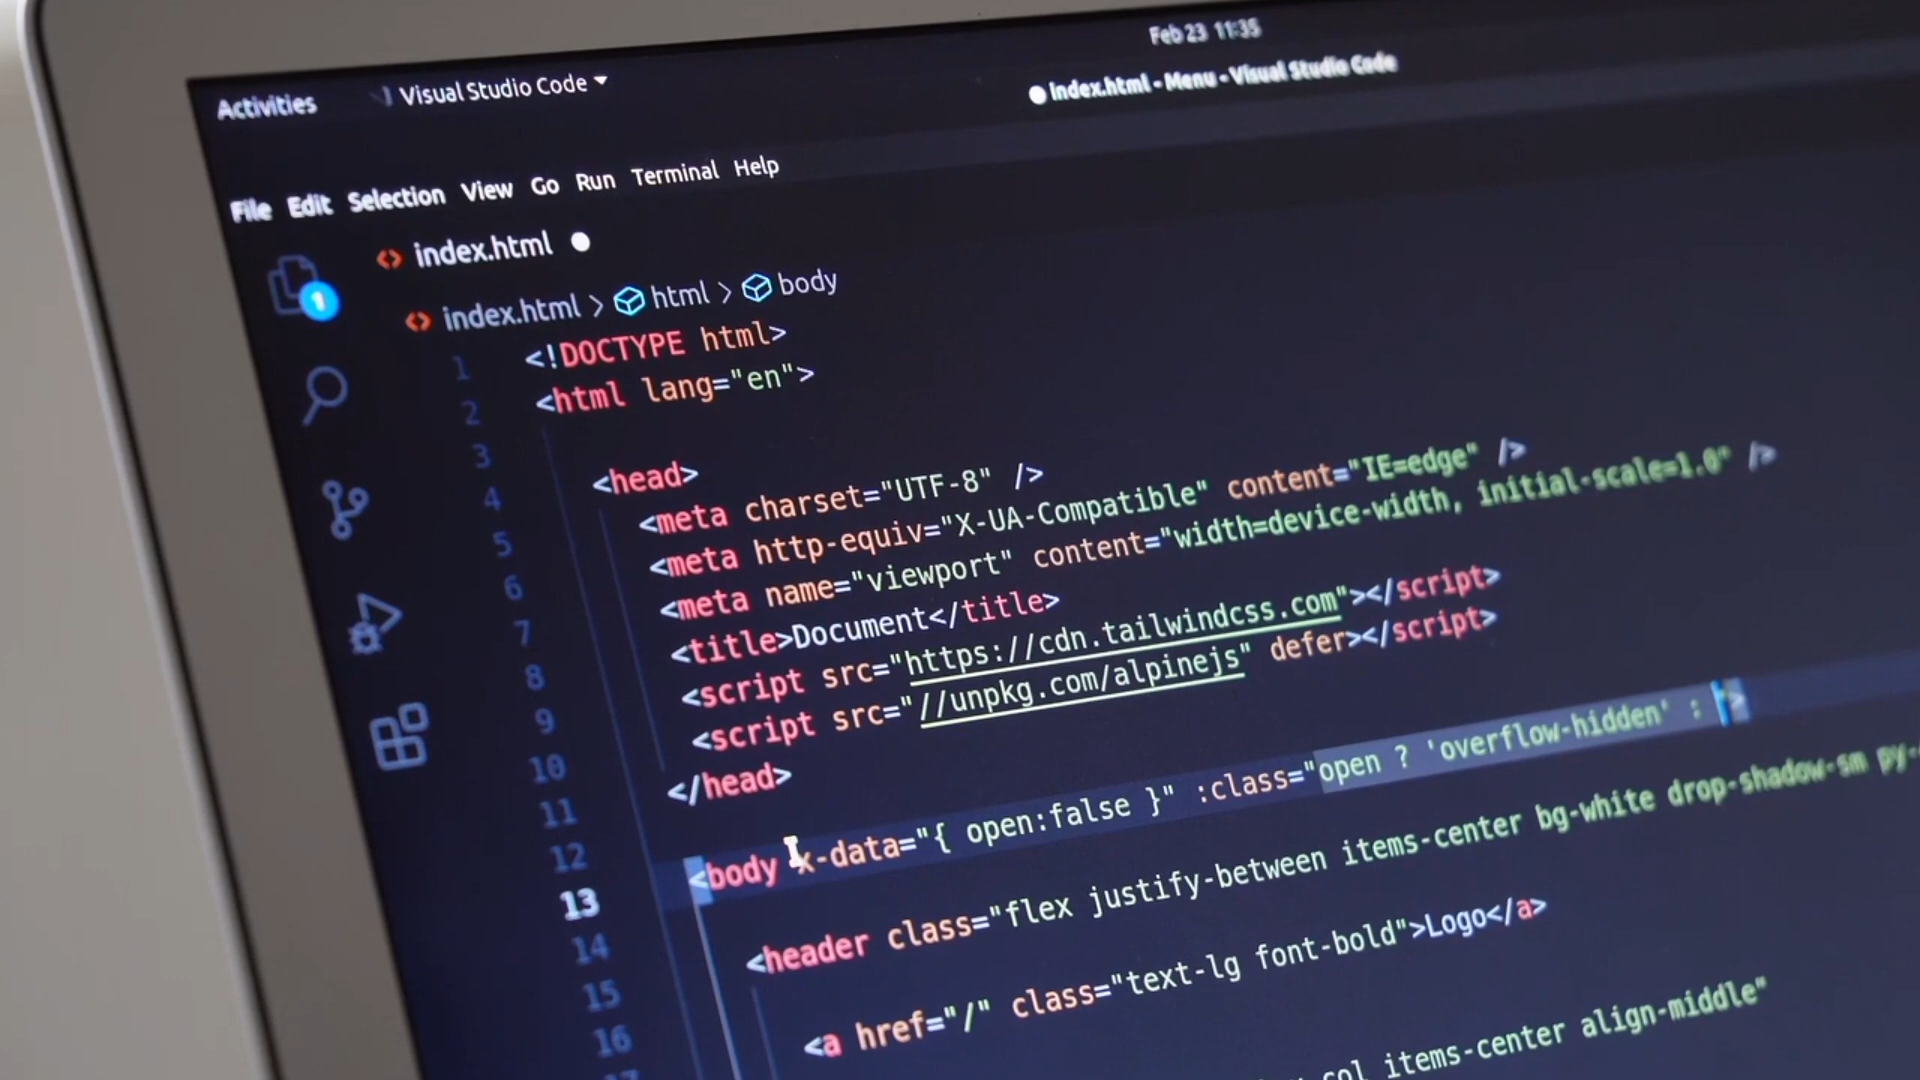 Feb 23 11:35
Activities Visual Studio Code
index.html - Menu - Visual Studio Code
File Edit Selection View Go Run Terminal Help
index.html
index.html > html > body
1
1 <!DOCTYPE html>
2 <html lang="en">
3
4 <head>
5 <meta charset="UTF-8" />
6 <meta http-equiv="X-UA-Compatible" content="IE=edge" />
7 <meta name="viewport" content="width=device-width, initial-scale=1.0" />
8 <title>Document</title>
9 <script src="https://cdn.tailwindcss.com"></script>
10 <script src="//unpkg.com/alpinejs" defer></script>
11 </head>
12
13 <body x-data="{ open:false }" :class="open ? 'overflow-hidden' :
14 <header class="flex justify-between items-center bg-white drop-shadow-sm py-
15 <a href="/" class="text-lg font-bold">Logo</a>
16
17 items-center align-middle"